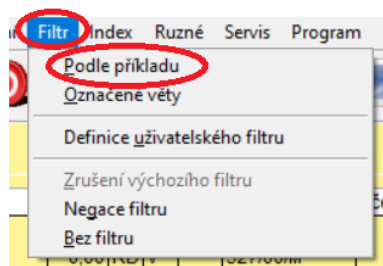 Filtr Index Ruzné Servis Program
Podle příkladu
Označené věty
Definice uživatelského filtru
Zrušení výchozího filtru
Negace filtru
Bez filtru